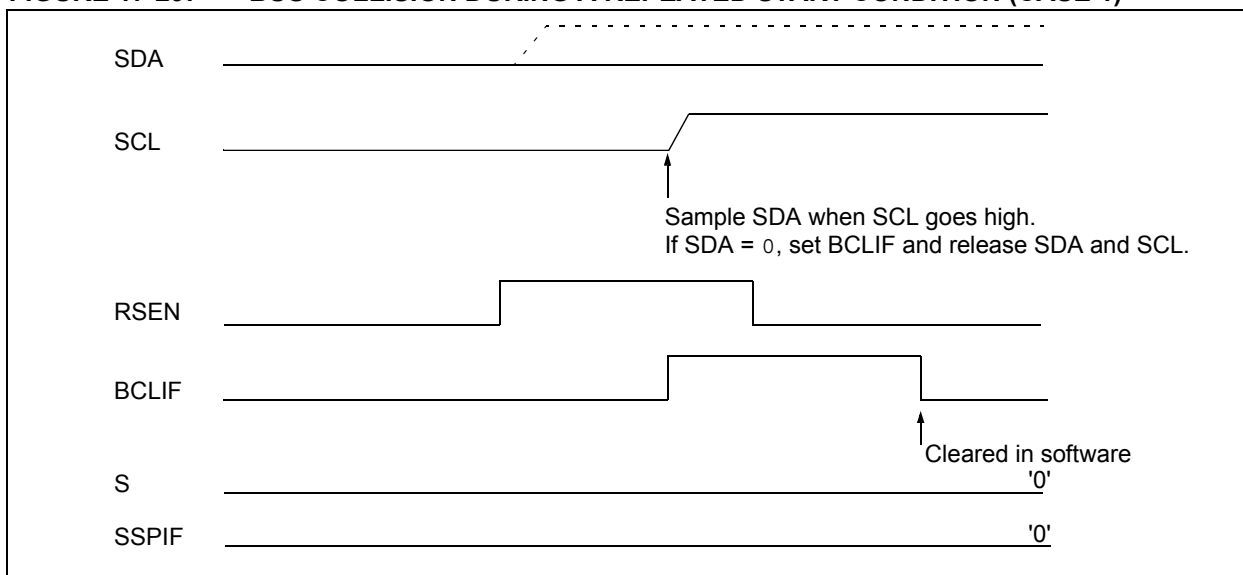 SDA
SCL
Sample SDA when SCL goes high.
If SDA = 0, set BCLIF and release SDA and SCL.
RSEN
BCLIF
Cleared in software
S
'0'
SSPIF
'0'